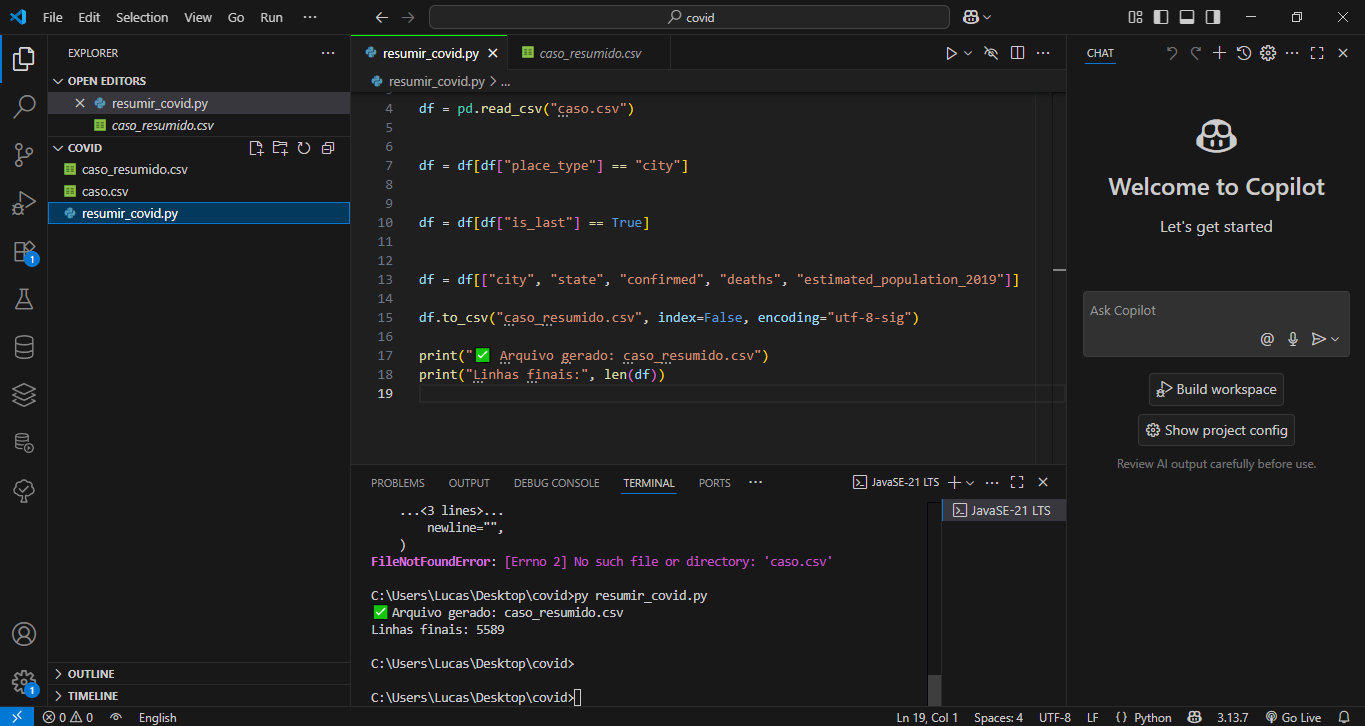 File Edit Selection View Go Run ···
covid
EXPLORER
OPEN EDITORS
resumir_covid.py
caso_resumido.csv
COVID
caso_resumido.csv
caso.csv
resumir_covid.py
OUTLINE
TIMELINE
1
1
resumir_covid.py
caso_resumido.csv
resumir_covid.py > ...
4 df = pd.read_csv("caso.csv")
5
6
7 df = df[df["place_type"] == "city"]
8
9
10 df = df[df["is_last"] == True]
11
12
13 df = df[["city", "state", "confirmed", "deaths", "estimated_population_2019"]]
14
15 df.to_csv("caso_resumido.csv", index=False, encoding="utf-8-sig")
16
17 print("✅ Arquivo gerado: caso_resumido.csv")
18 print("Linhas finais:", len(df))
19
PROBLEMS OUTPUT DEBUG CONSOLE TERMINAL PORTS ···
JavaSE-21 LTS
JavaSE-21 LTS
...<3 lines>...
newline="",
)
FileNotFoundError: [Errno 2] No such file or directory: 'caso.csv'
C:\Users\Lucas\Desktop\covid>py resumir_covid.py
✅ Arquivo gerado: caso_resumido.csv
Linhas finais: 5589
C:\Users\Lucas\Desktop\covid>
C:\Users\Lucas\Desktop\covid>
CHAT
Welcome to Copilot
Let's get started
Ask Copilot
@
Build workspace
Show project config
Review AI output carefully before use.
0 0 English
Ln 19, Col 1 Spaces: 4 UTF-8 LF {} Python 3.13.7 Go Live